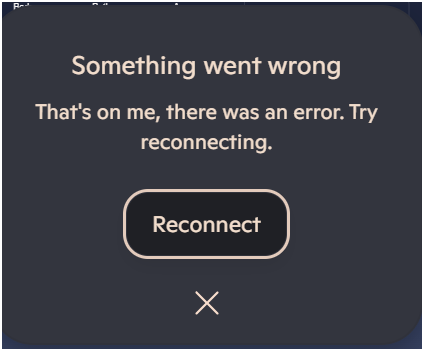 Something went wrong
That's on me, there was an error. Try
reconnecting.
Reconnect